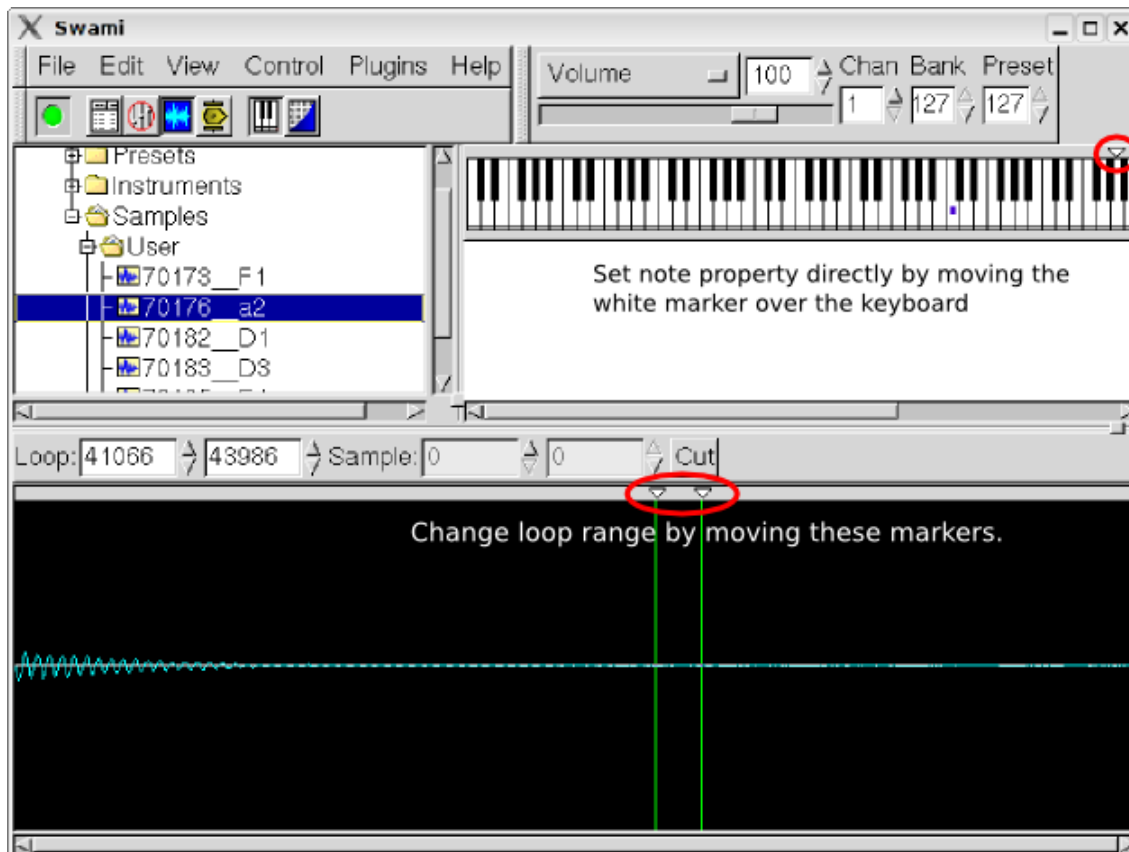 Swami
File Edit View Control Plugins Help
Volume 100 Chan Bank Preset
1 127 127
Presets
Instruments
Samples
User
70173__F1
70176__a2
70182__D1
70183__D3
Set note property directly by moving the
white marker over the keyboard
Loop: 41066 43986 Sample: 0 0 Cut
Change loop range by moving these markers.